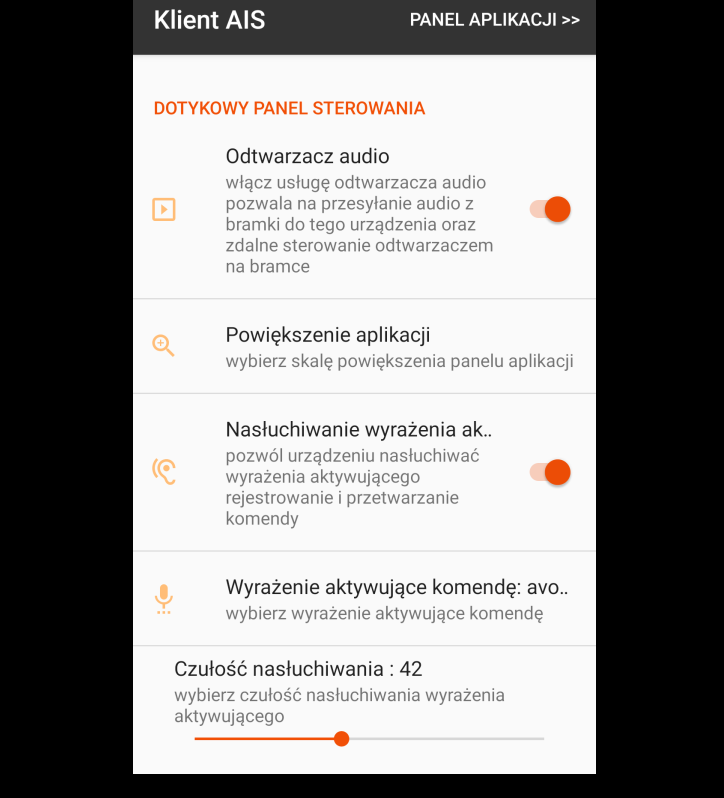 Klient AIS
PANEL APLIKACJI >>
DOTYKOWY PANEL STEROWANIA
Odtwarzacz audio
włącz usługę odtwarzacza audio
pozwala na przesyłanie audio z
bramki do tego urządzenia oraz
zdalne sterowanie odtwarzaczem
na bramce
Powiększenie aplikacji
wybierz skalę powiększenia panelu aplikacji
Nasłuchiwanie wyrażenia ak..
pozwól urządzeniu nasłuchiwać
wyrażenia aktywującego
rejestrowanie i przetwarzanie
komendy
Wyrażenie aktywujące komendę: avo..
wybierz wyrażenie aktywujące komendę
Czułość nasłuchiwania : 42
wybierz czułość nasłuchiwania wyrażenia
aktywującego